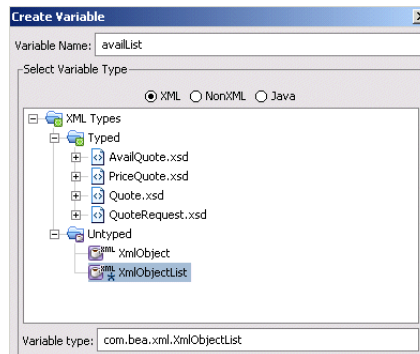 Create Variable
Variable Name: availList
Select Variable Type
XML NonXML Java
XML Types
Typed
AvailQuote.xsd
PriceQuote.xsd
Quote.xsd
QuoteRequest.xsd
Untyped
XmlObject
XmlObjectList
Variable type: com.bea.xml.XmlObjectList